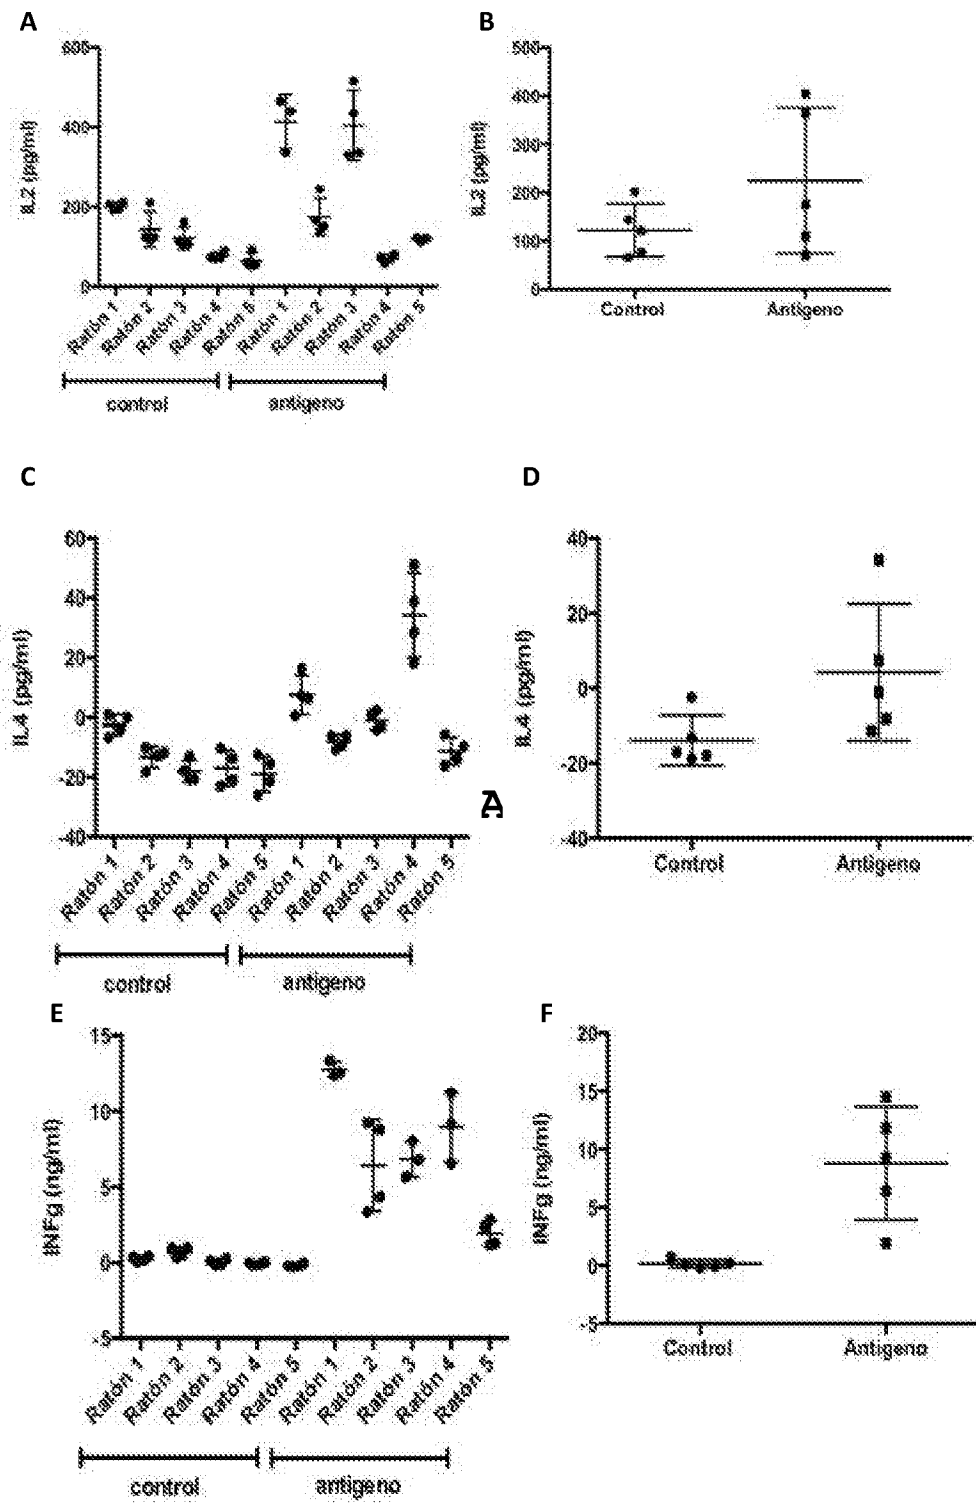 A
B
IL2 (pg/ml)
600
400
200
0
Ratón 1
Ratón 2
Ratón 3
Ratón 4
Ratón 5
Ratón 1
Ratón 2
Ratón 3
Ratón 4
Ratón 5
control
antígeno
IL2 (pg/ml)
500
400
300
200
100
0
Control
Antígeno
C
D
IL4 (pg/ml)
60
40
20
0
-20
-40
Ratón 1
Ratón 2
Ratón 3
Ratón 4
Ratón 5
Ratón 1
Ratón 2
Ratón 3
Ratón 4
Ratón 5
control
antígeno
A
IL4 (pg/ml)
40
20
0
-20
-40
Control
Antígeno
E
F
INFg (ng/ml)
15
10
5
0
-5
Ratón 1
Ratón 2
Ratón 3
Ratón 4
Ratón 5
Ratón 1
Ratón 2
Ratón 3
Ratón 4
Ratón 5
control
antígeno
INFg (ng/ml)
20
15
10
5
0
-5
Control
Antígeno